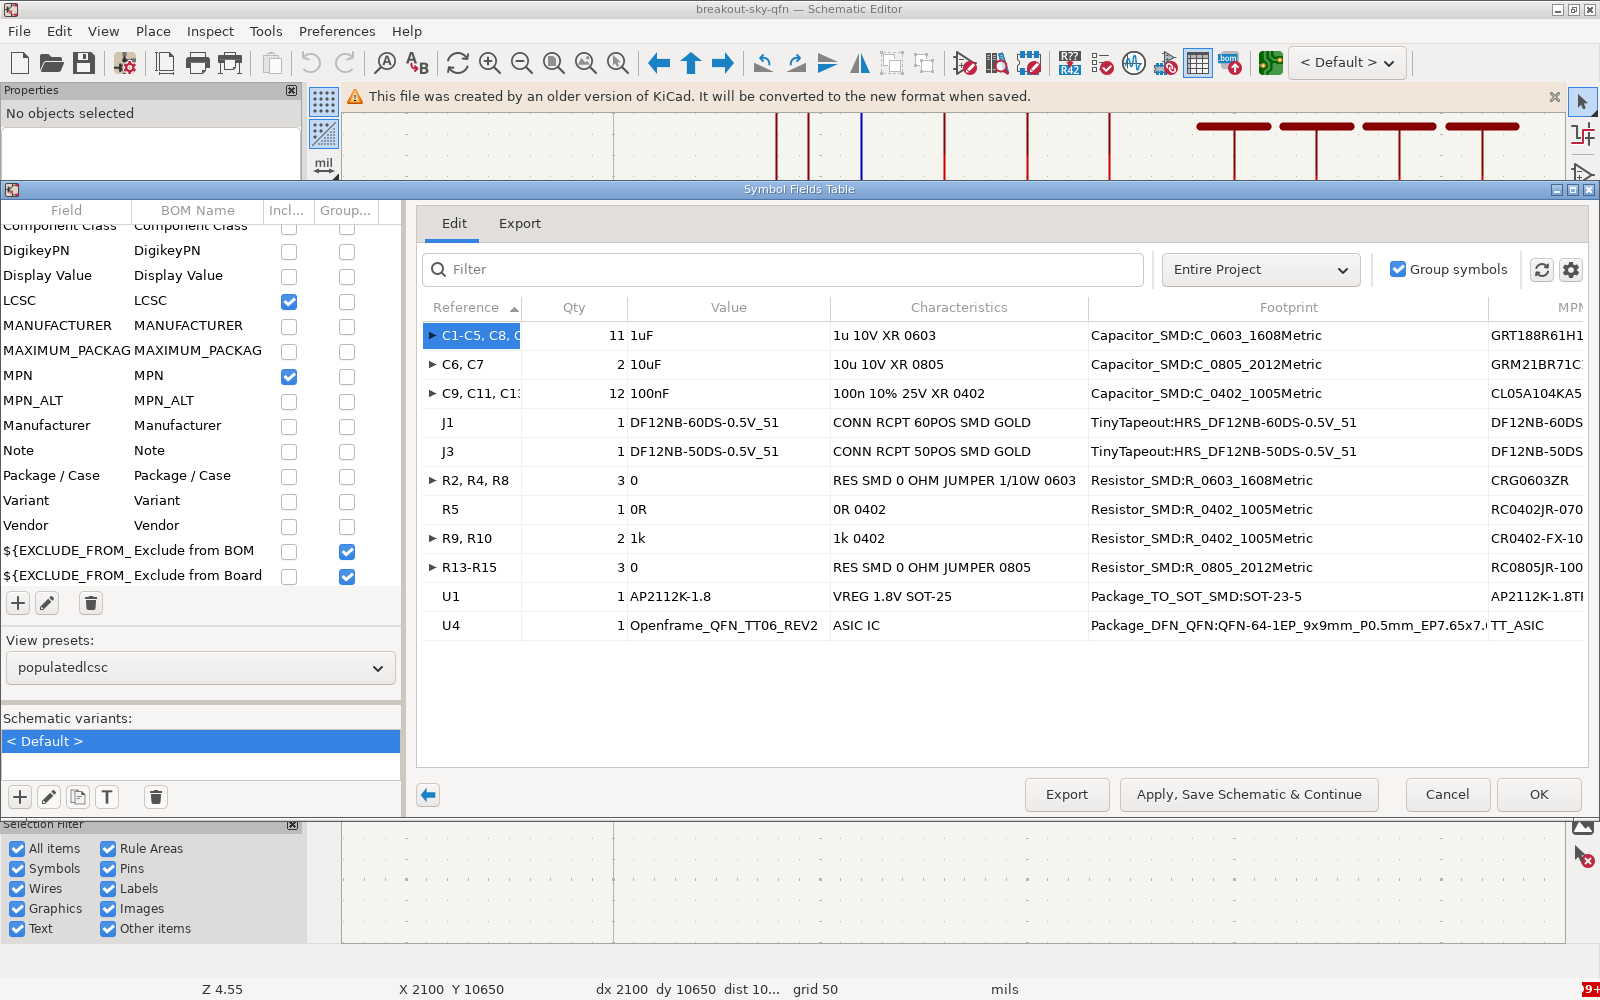 breakout-sky-qfn — Schematic Editor
File Edit View Place Inspect Tools Preferences Help
R??
R42
.bom
< Default >
Properties
No objects selected
mil
This file was created by an older version of KiCad. It will be converted to the new format when saved.
Symbol Fields Table
Field BOM Name Incl... Group...
Component Class Component Class
DigikeyPN DigikeyPN
Display Value Display Value
LCSC LCSC
MANUFACTURER MANUFACTURER
MAXIMUM_PACKAG MAXIMUM_PACKAG
MPN MPN
MPN_ALT MPN_ALT
Manufacturer Manufacturer
Note Note
Package / Case Package / Case
Variant Variant
Vendor Vendor
${EXCLUDE_FROM_ Exclude from BOM
${EXCLUDE_FROM_ Exclude from Board
View presets:
populatedlcsc
Schematic variants:
< Default >
T
Edit Export
Filter
Entire Project
Group symbols
Reference Qty Value Characteristics Footprint MPN
C1-C5, C8, C 11 1uF 1u 10V XR 0603 Capacitor_SMD:C_0603_1608Metric GRT188R61H1
C6, C7 2 10uF 10u 10V XR 0805 Capacitor_SMD:C_0805_2012Metric GRM21BR71C
C9, C11, C13 12 100nF 100n 10% 25V XR 0402 Capacitor_SMD:C_0402_1005Metric CL05A104KA5
J1 1 DF12NB-60DS-0.5V_51 CONN RCPT 60POS SMD GOLD TinyTapeout:HRS_DF12NB-60DS-0.5V_51 DF12NB-60DS
J3 1 DF12NB-50DS-0.5V_51 CONN RCPT 50POS SMD GOLD TinyTapeout:HRS_DF12NB-50DS-0.5V_51 DF12NB-50DS
R2, R4, R8 3 0 RES SMD 0 OHM JUMPER 1/10W 0603 Resistor_SMD:R_0603_1608Metric CRG0603ZR
R5 1 0R 0R 0402 Resistor_SMD:R_0402_1005Metric RC0402JR-070
R9, R10 2 1k 1k 0402 Resistor_SMD:R_0402_1005Metric CR0402-FX-10
R13-R15 3 0 RES SMD 0 OHM JUMPER 0805 Resistor_SMD:R_0805_2012Metric RC0805JR-100
U1 1 AP2112K-1.8 VREG 1.8V SOT-25 Package_TO_SOT_SMD:SOT-23-5 AP2112K-1.8T
U4 1 Openframe_QFN_TT06_REV2 ASIC IC Package_DFN_QFN:QFN-64-1EP_9x9mm_P0.5mm_EP7.65x7. TT_ASIC
Export Apply, Save Schematic & Continue Cancel OK
Selection Filter
All items Rule Areas
Symbols Pins
Wires Labels
Graphics Images
Text Other items
Z 4.55 X 2100 Y 10650 dx 2100 dy 10650 dist 10... grid 50 mils
9+